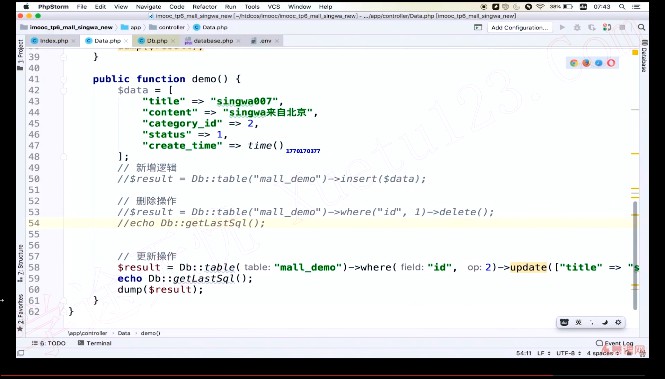 PhpStorm File Edit View Navigate Code Refactor Run Tools VCS Window Help 39% 07:43
imooc_tp6_mall_singwa_new [~/htdocs/imooc/imooc_tp6_mall_singwa_new] - .../app/controller/Data.php [imooc_tp6_mall_singwa_new]
imooc_tp6_mall_singwa_new app controller Data.php Add Configuration...
Index.php Data.php Db.php database.php .env
1: Project
Database
39 }
40
41 public function demo() {
42 $data = [
43 "title" => "singwa007",
44 "content" => "singwa来自北京",
45 "category_id" => 2,
46 "status" => 1,
47 "create_time" => time()
1770170377
48 ];
49 // 新增逻辑
50 //$result = Db::table("mall_demo")->insert($data);
51
52 // 删除操作
53 //$result = Db::table("mall_demo")->where("id", 1)->delete();
54 //echo Db::getLastSql();
55
56
57 // 更新操作
58 $result = Db::table( table: "mall_demo")->where( field: "id", op: 2)->update(["title" => "s
59 echo Db::getLastSql();
60 dump($result);
61 }
62 }
Z: Structure
2: Favorites
英
\app\controller Data demo()
6: TODO Terminal Event Log
54:11 LF UTF-8 4 spaces